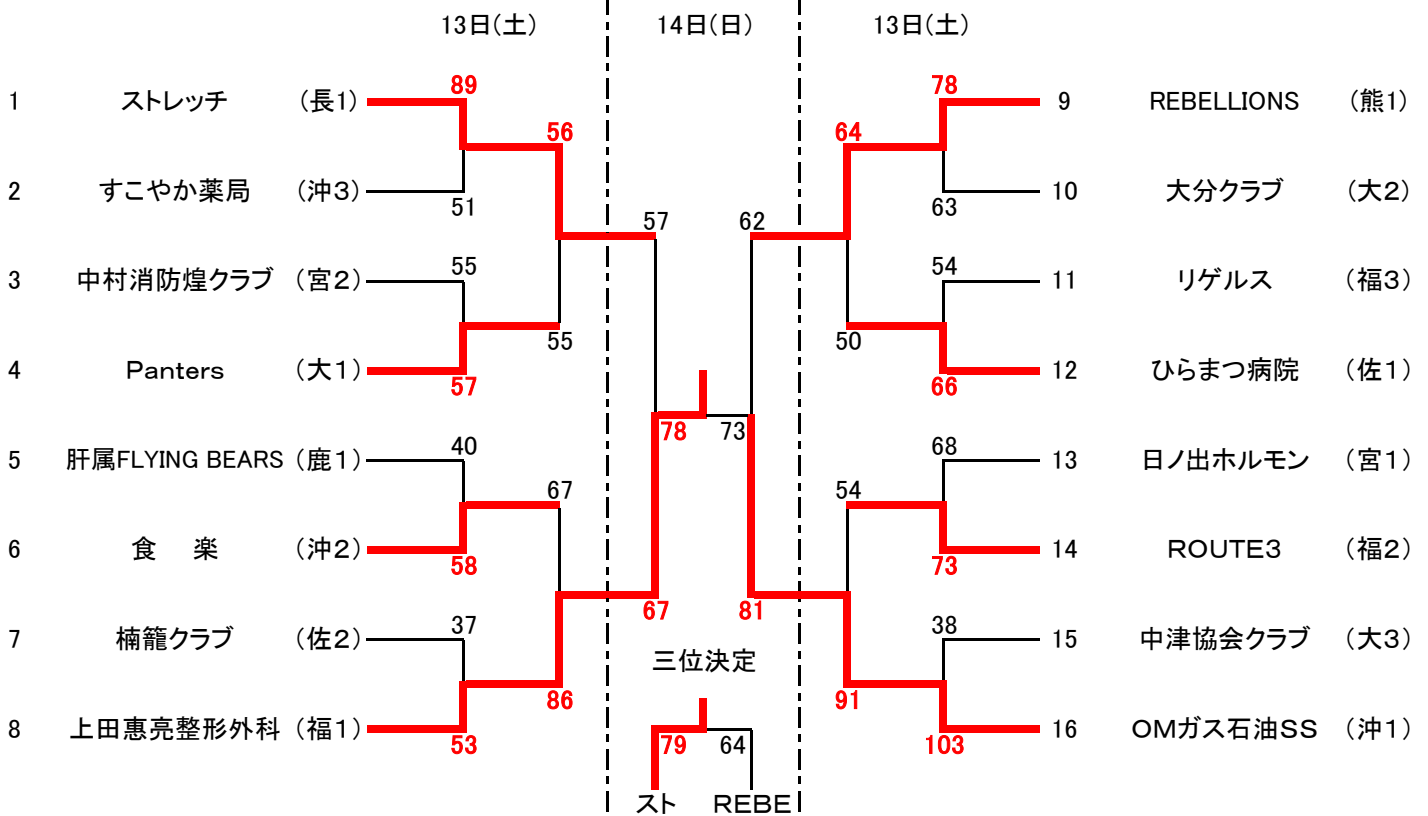 13日(土) 14日(日) 13日(土)
89 78
1 ストレッチ (長1) 9 REBELLIONS (熊1)
56 64
2 すこやか薬局 (沖3) 10 大分クラブ (大2)
51 63
57 62
55 54
3 中村消防煌クラブ (宮2) 11 リゲルス (福3)
55 50
4 Panters (大1) 12 ひらまつ病院 (佐1)
57 66
78 73
40 68
5 肝属FLYING BEARS (鹿1) 13 日ノ出ホルモン (宮1)
67 54
6 食 楽 (沖2) 14 ROUTE3 (福2)
58 73
67 81
37 38
7 楠籠クラブ (佐2) 15 中津協会クラブ (大3)
三位決定
86 91
8 上田惠亮整形外科 (福1) 16 OMガス石油SS (沖1)
53 79 64 103
スト REBE